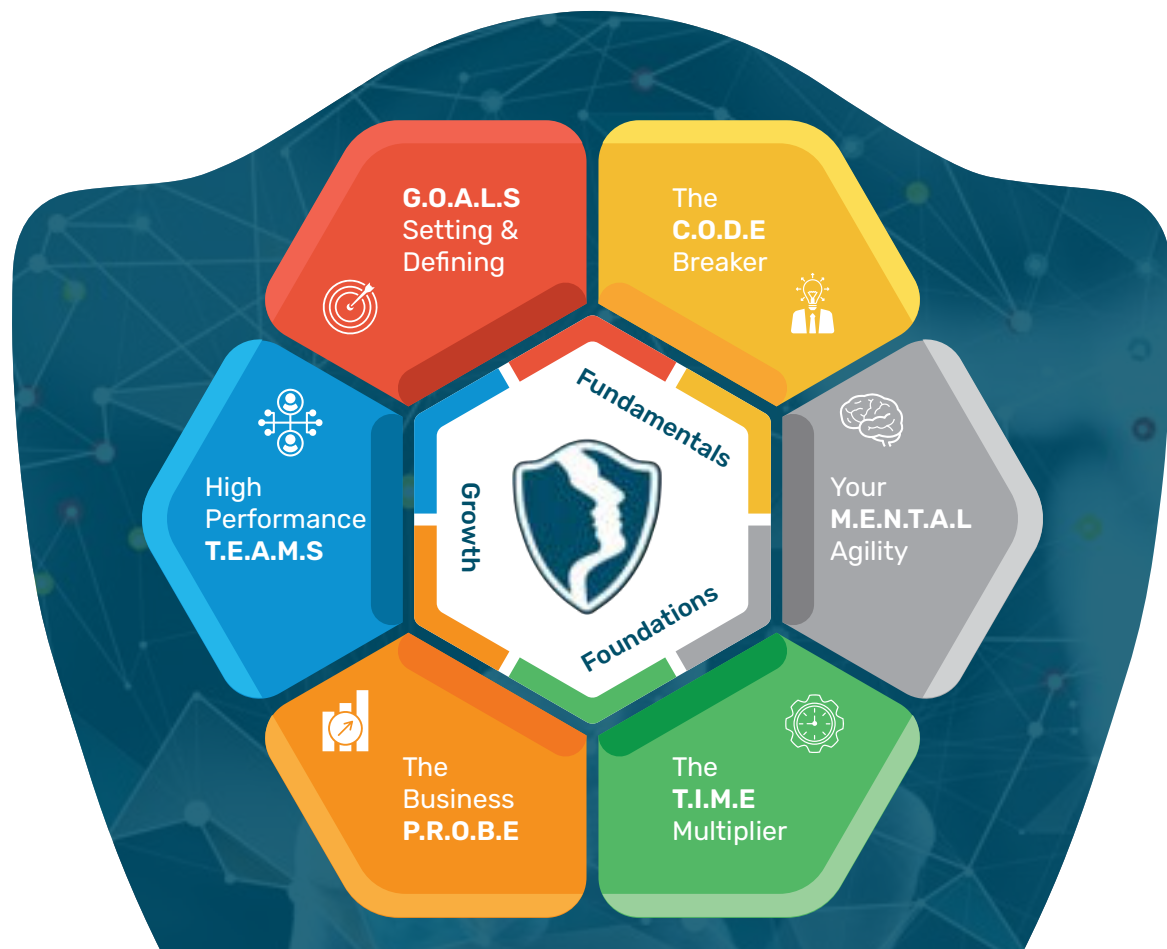 G.O.A.L.S
Setting &
Defining
The
C.O.D.E
Breaker
High
Performance
T.E.A.M.S
Growth
Fundamentals
Foundations
Your
M.E.N.T.A.L
Agility
The
Business
P.R.O.B.E
The
T.I.M.E
Multiplier